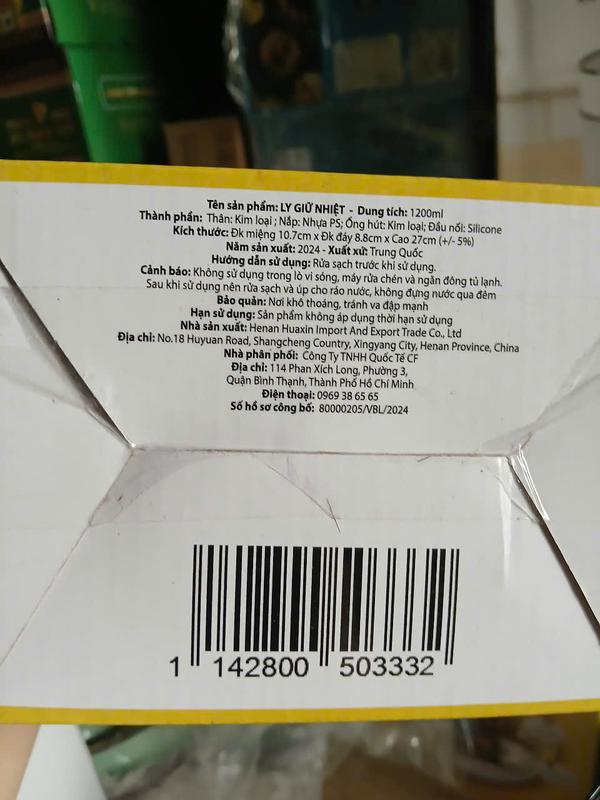 Tên sản phẩm: LY GIỮ NHIỆT - Dung tích: 1200ml
Thành phần: Thân: Kim loại ; Nắp: Nhựa PS; Ống hút: Kim loại; Đầu nối: Silicone
Kích thước: Đk miệng 10.7cm x Đk đáy 8.8cm x Cao 27cm (+/- 5%)
Năm sản xuất: 2024 - Xuất xứ: Trung Quốc
Hướng dẫn sử dụng: Rửa sạch trước khi sử dụng.
Cảnh báo: Không sử dụng trong lò vi sóng, máy rửa chén và ngăn đông tủ lạnh.
Sau khi sử dụng nên rửa sạch và úp cho ráo nước, không đựng nước qua đêm
Bảo quản: Nơi khô thoáng, tránh va đập mạnh
Hạn sử dụng: Sản phẩm không áp dụng thời hạn sử dụng
Nhà sản xuất: Henan Huaxin Import And Export Trade Co., Ltd
Địa chỉ: No.18 Huyuan Road, Shangcheng Country, Xingyang City, Henan Province, China
Nhà phân phối: Công Ty TNHH Quốc Tế CF
Địa chỉ: 114 Phan Xích Long, Phường 3,
Quận Bình Thạnh, Thành Phố Hồ Chí Minh
Điện thoại: 0969 38 65 65
Số hồ sơ công bố: 80000205/VBL/2024
1 142800 503332